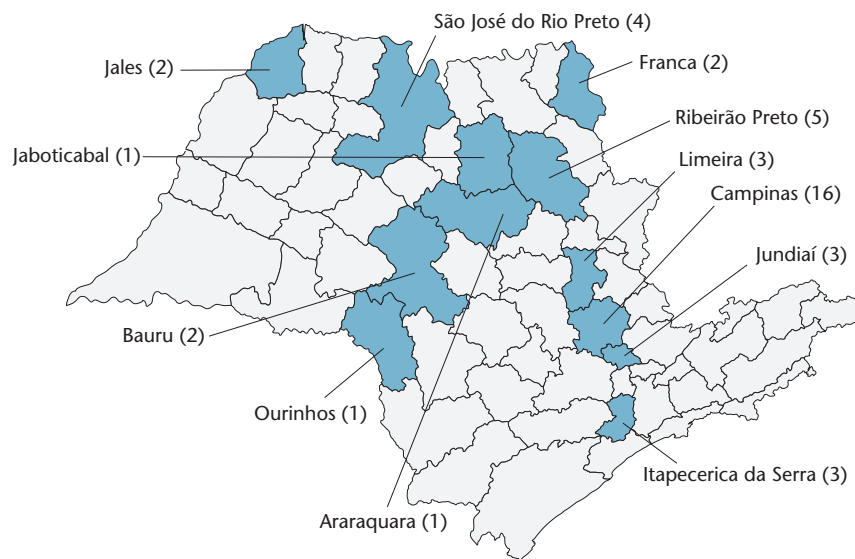 São José do Rio Preto (4)
Jales (2)
Franca (2)
Ribeirão Preto (5)
Jaboticabal (1)
Limeira (3)
Campinas (16)
Jundiaí (3)
Bauru (2)
Ourinhos (1)
Itapecerica da Serra (3)
Araraquara (1)